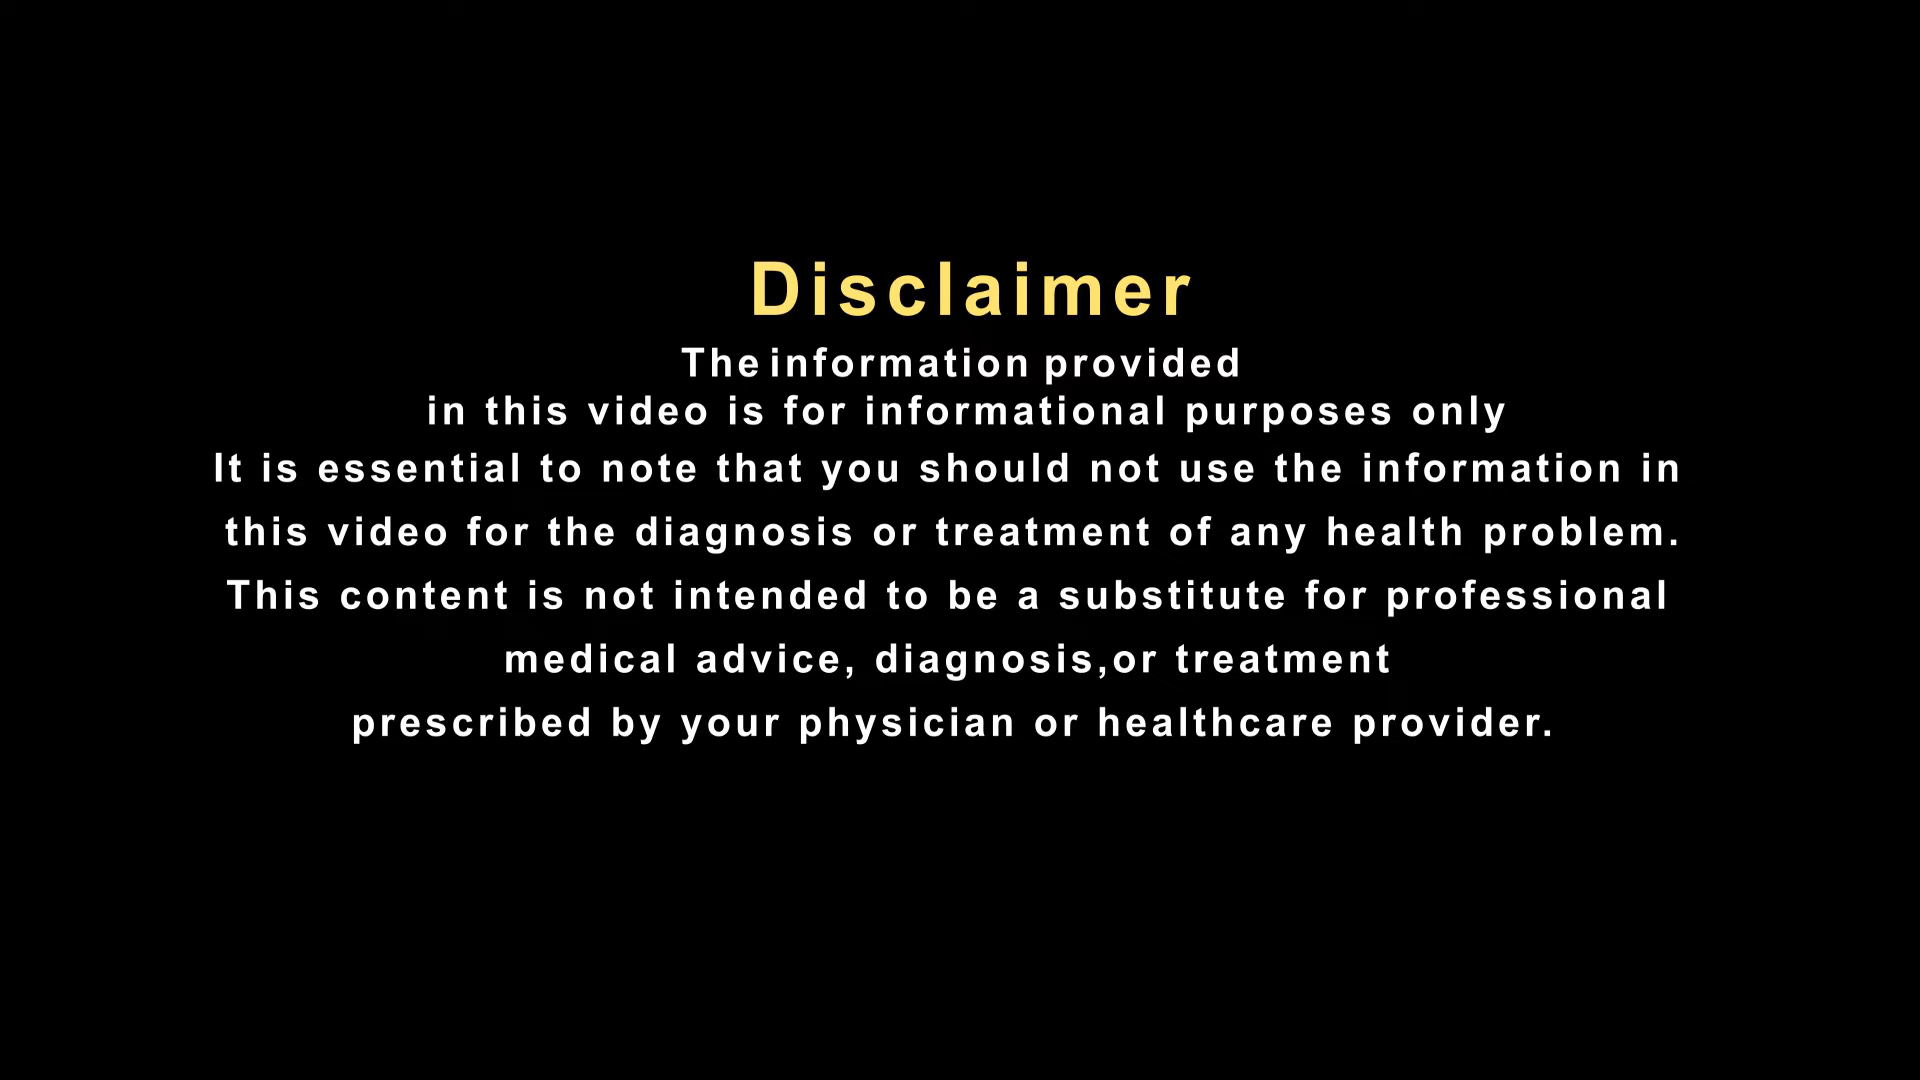 Disclaimer
The information provided
in this video is for informational purposes only
It is essential to note that you should not use the information in
this video for the diagnosis or treatment of any health problem.
This content is not intended to be a substitute for professional
medical advice, diagnosis,or treatment
prescribed by your physician or healthcare provider.